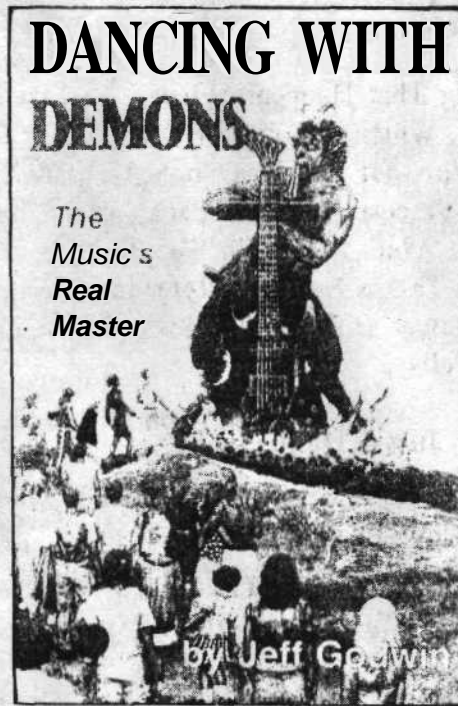 DANCING WITH
DEMONS
The
Music s
Real
Master
by Jeff Godwin